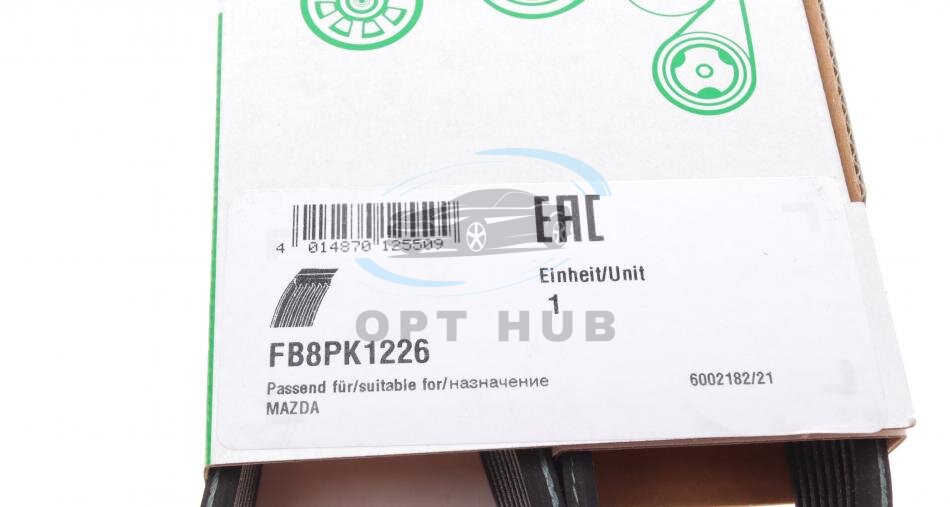 EAC
4 014870 125509
Einheit/Unit
1
OPT HUB
FB8PK1226
Passend für/suitable for/назначение
MAZDA
6002182/21